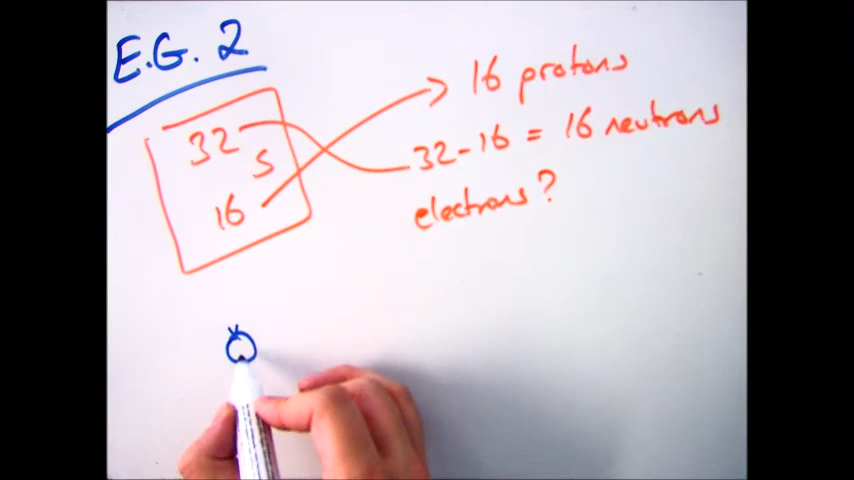 E.G. 2
32
S
16
16 protons
32-16 = 16 neutrons
electrons?